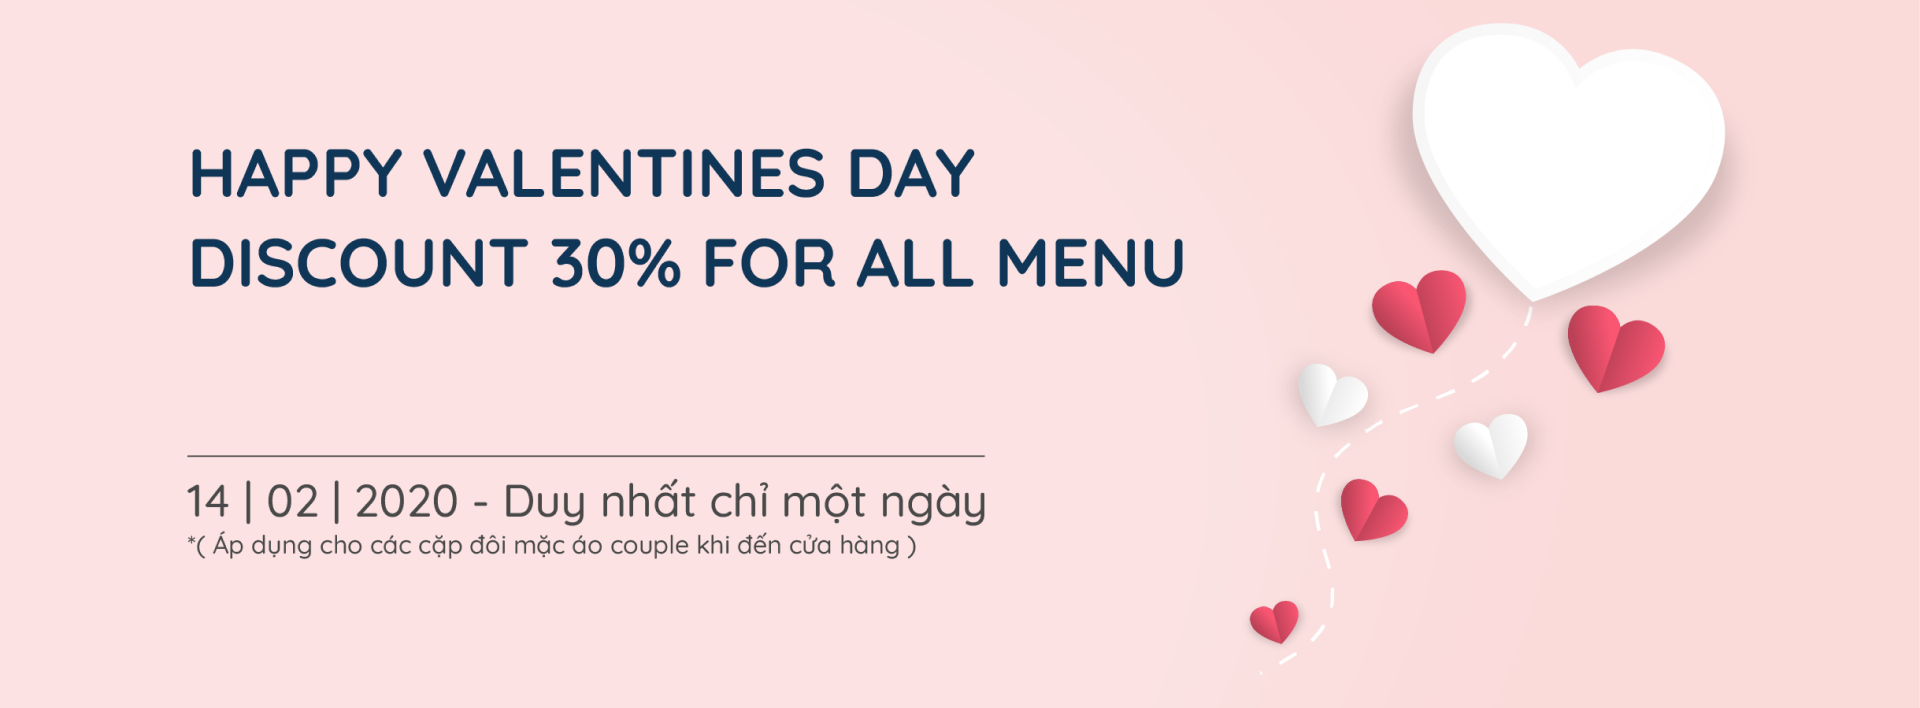 HAPPY VALENTINES DAY
DISCOUNT 30% FOR ALL MENU
14 | 02 | 2020 - Duy nhất chỉ một ngày
*( Áp dụng cho các cặp đôi mặc áo couple khi đến cửa hàng )